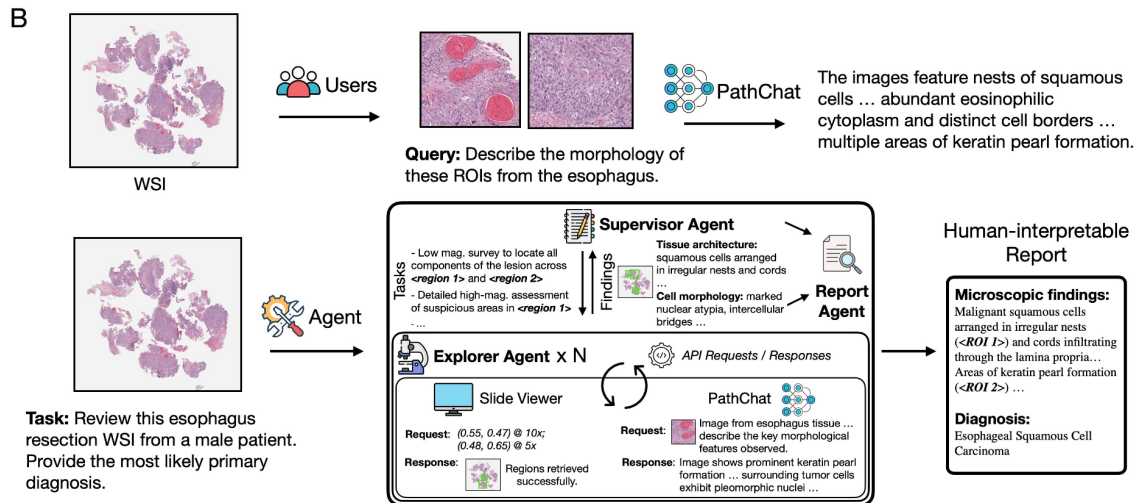 B
WSI
Users
Query: Describe the morphology of
these ROIs from the esophagus.
PathChat
The images feature nests of squamous
cells ... abundant eosinophilic
cytoplasm and distinct cell borders ...
multiple areas of keratin pearl formation.
Task: Review this esophagus
resection WSI from a male patient.
Provide the most likely primary
diagnosis.
Agent
Supervisor Agent
Tasks
- Low mag. survey to locate all
components of the lesion across
<region 1> and <region 2>
- Detailed high-mag. assessment
of suspicious areas in <region 1>
- ...
Findings
Tissue architecture:
squamous cells arranged
in irregular nests and cords
...
Cell morphology: marked
nuclear atypia, intercellular
bridges ...
Report
Agent
Explorer Agent x N
API Requests / Responses
Slide Viewer
Request:
(0.55, 0.47) @ 10x;
(0.48, 0.65) @ 5x
Response:
Regions retrieved
successfully.
PathChat
Request:
Image from esophagus tissue ...
describe the key morphological
features observed.
Response: Image shows prominent keratin pearl
formation ... surrounding tumor cells
exhibit pleomorphic nuclei ...
Human-interpretable
Report
Microscopic findings:
Malignant squamous cells
arranged in irregular nests
(<ROI 1>) and cords infiltrating
through the lamina propria...
Areas of keratin pearl formation
(<ROI 2>) ...
Diagnosis:
Esophageal Squamous Cell
Carcinoma